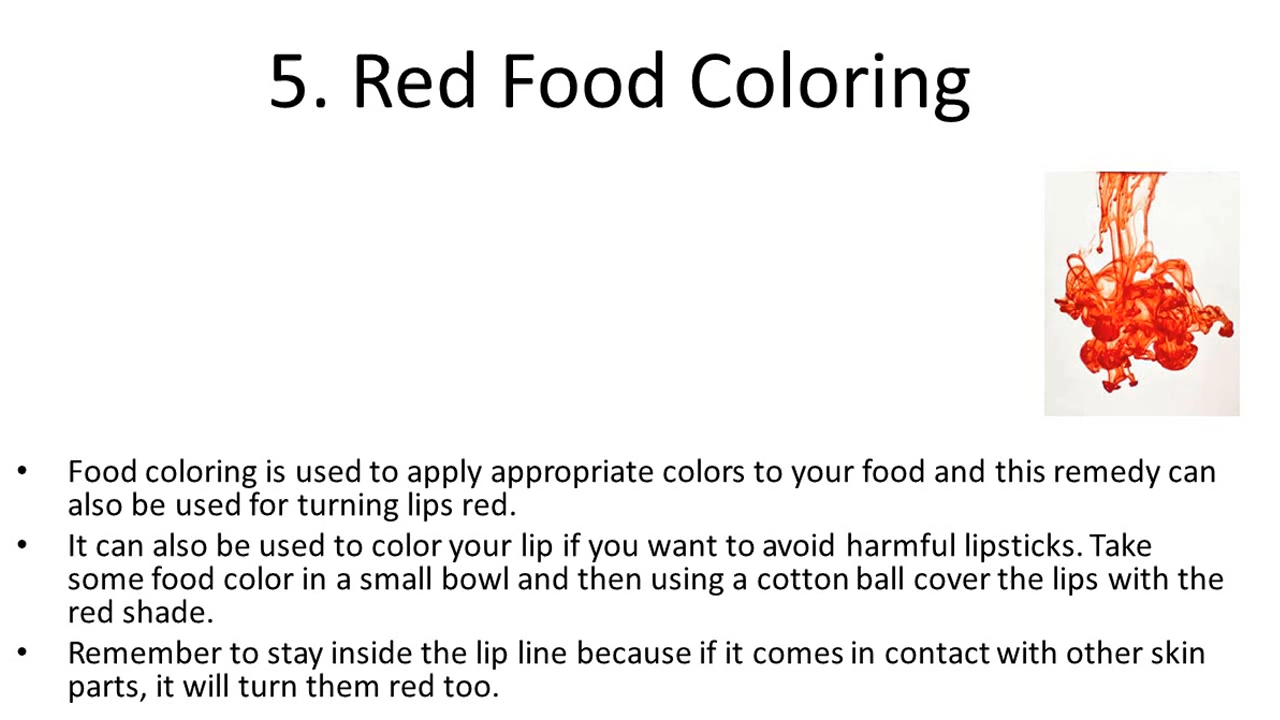 5. Red Food Coloring
• Food coloring is used to apply appropriate colors to your food and this remedy can
also be used for turning lips red.
• It can also be used to color your lip if you want to avoid harmful lipsticks. Take
some food color in a small bowl and then using a cotton ball cover the lips with the
red shade.
• Remember to stay inside the lip line because if it comes in contact with other skin
parts, it will turn them red too.